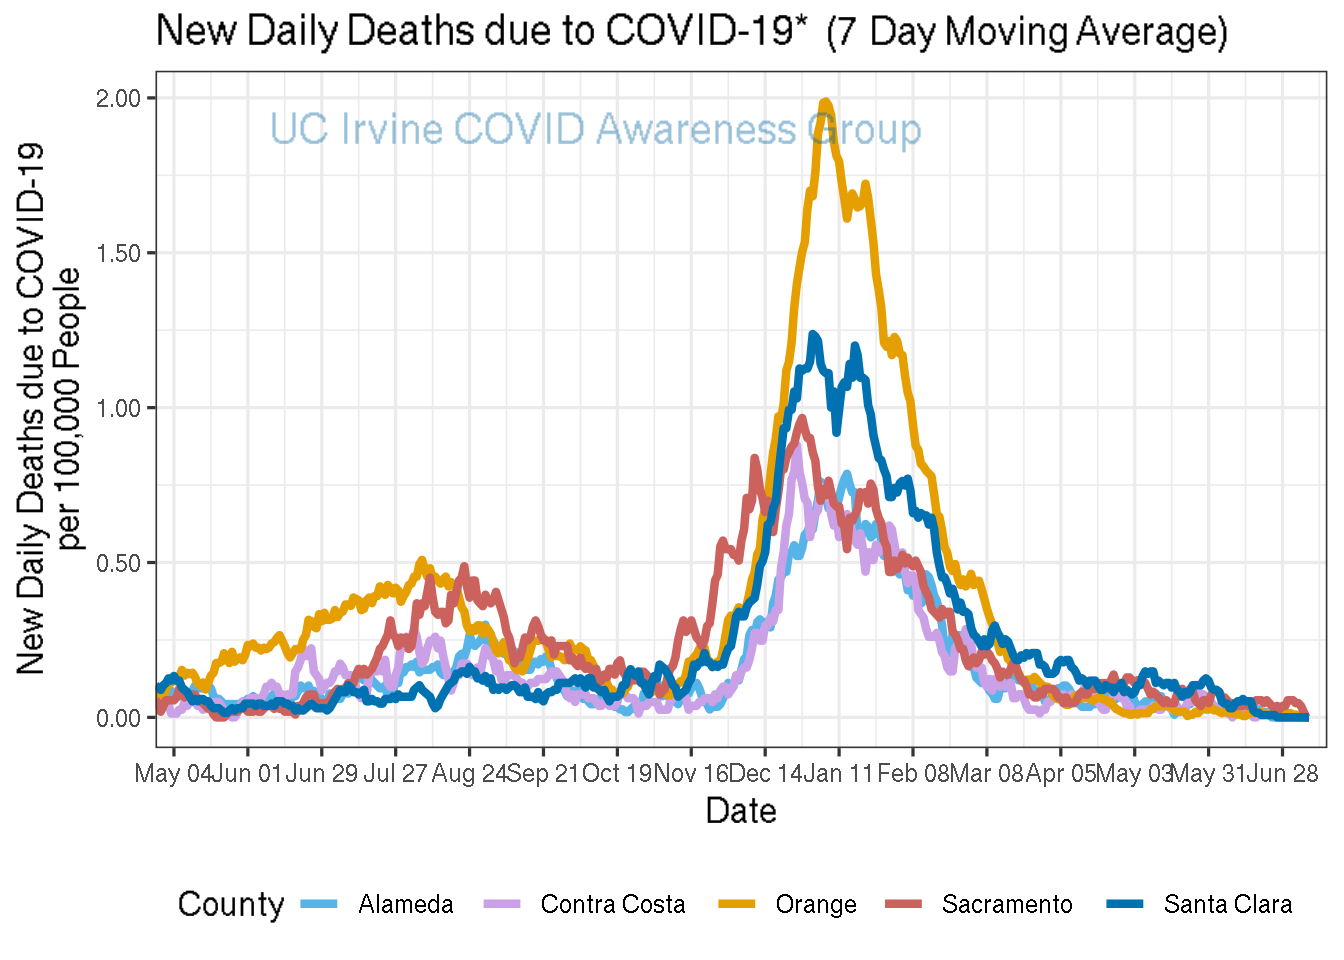 New Daily Deaths due to COVID-19* (7 Day Moving Average)
UC Irvine COVID Awareness Group
New Daily Deaths due to COVID-19
per 100,000 People
2.00
1.50
1.00
0.50
0.00
May 04 Jun 01 Jun 29 Jul 27 Aug 24 Sep 21 Oct 19 Nov 16 Dec 14 Jan 11 Feb 08 Mar 08 Apr 05 May 03 May 31 Jun 28
Date
County Alameda Contra Costa Orange Sacramento Santa Clara